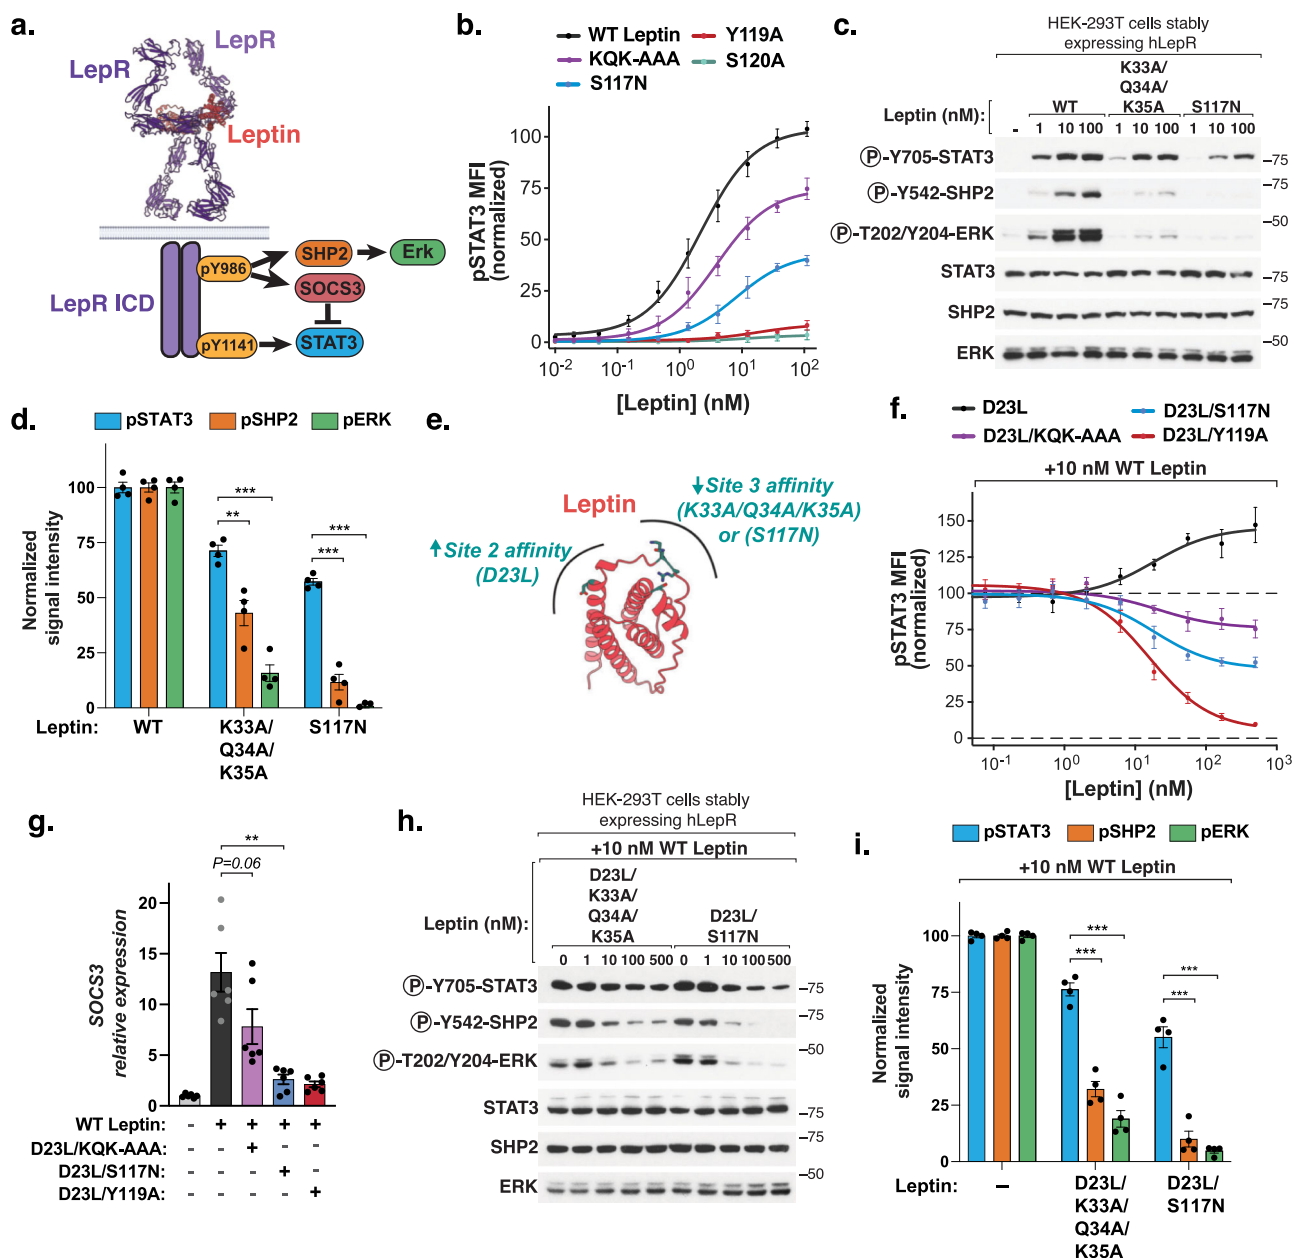 a.
LepR
LepR
Leptin
pY986
SHP2
Erk
SOCS3
LepR ICD
pY1141
STAT3
b.
WT Leptin
Y119A
KQK-AAA
S120A
S117N
pSTAT3 MFI
(normalized)
100
75
50
25
0
10-2 10-1 100 101 102
[Leptin] (nM)
c.
HEK-293T cells stably
expressing hLepR
K33A/
Q34A/
WT K35A S117N
Leptin (nM):
- 1 10 100 1 10 100 1 10 100
P-Y705-STAT3 –75
–75
P-Y542-SHP2
–50
P-T202/Y204-ERK
STAT3 –75
–75
SHP2
–50
ERK
d.
pSTAT3 pSHP2 pERK
Normalized
signal intensity
100
75
50
25
0
*** 
**
***
***
Leptin: WT K33A/ S117N
Q34A/
K35A
e.
Leptin
Site 3 affinity
(K33A/Q34A/K35A)
or (S117N)
Site 2 affinity
(D23L)
f.
D23L D23L/S117N
D23L/KQK-AAA D23L/Y119A
+10 nM WT Leptin
pSTAT3 MFI
(normalized)
150
125
100
75
50
25
0
10-1 100 101 102 103
[Leptin] (nM)
g.
**
P=0.06
SOCS3
relative expression
20
15
10
5
0
WT Leptin: - + + + +
D23L/KQK-AAA: - - + - -
D23L/S117N: - - - + -
D23L/Y119A: - - - - +
h.
HEK-293T cells stably
expressing hLepR
+10 nM WT Leptin
D23L/
K33A/
Q34A/ D23L/
K35A S117N
Leptin (nM):
0 1 10 100 500 0 1 10 100 500
P-Y705-STAT3 –75
–75
P-Y542-SHP2
–50
P-T202/Y204-ERK
STAT3 –75
–75
SHP2
–50
ERK
i.
pSTAT3 pSHP2 pERK
+10 nM WT Leptin
Normalized
signal intensity
100
75
50
25
0
***
***
***
***
Leptin: – D23L/ D23L/
K33A/ S117N
Q34A/
K35A